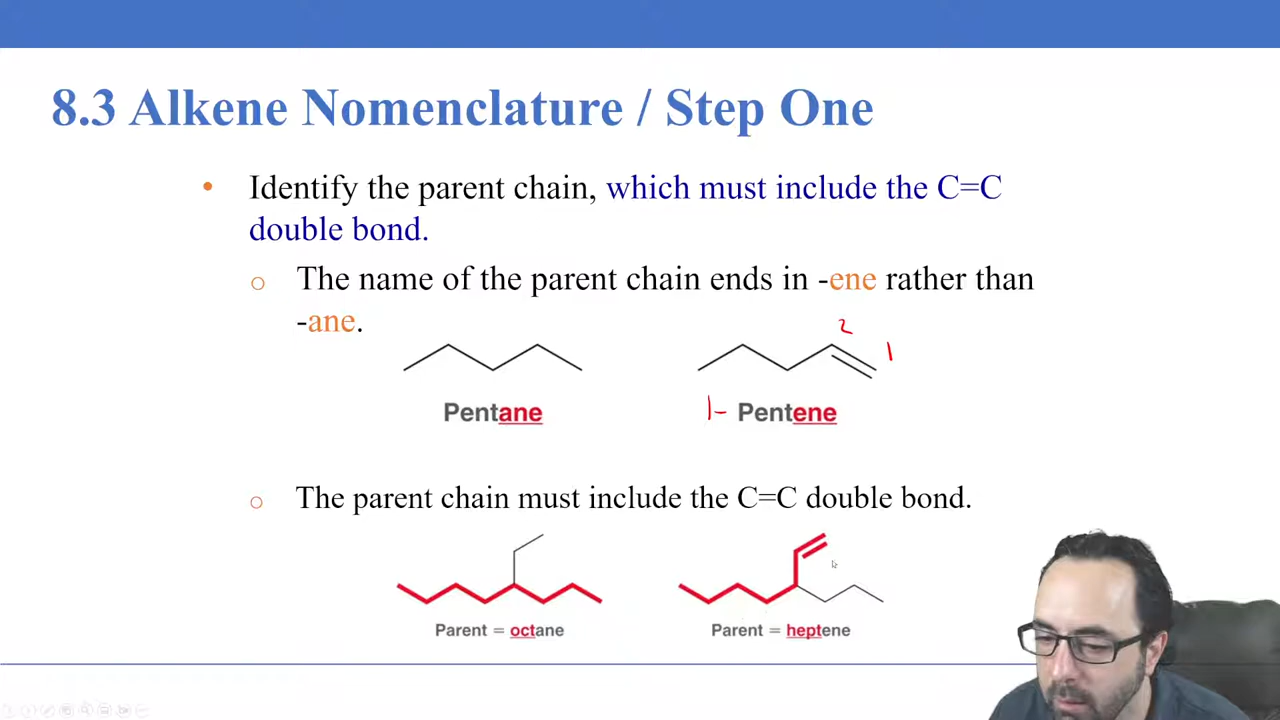 8.3 Alkene Nomenclature / Step One
• Identify the parent chain, which must include the C=C
double bond.
o The name of the parent chain ends in -ene rather than
-ane.
2
1
Pentane
1- Pentene
o The parent chain must include the C=C double bond.
Parent = octane
Parent = heptene